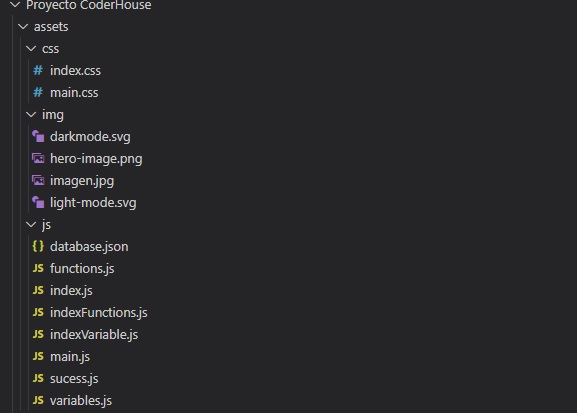 Proyecto CoderHouse
assets
css
# index.css
# main.css
img
darkmode.svg
hero-image.png
imagen.jpg
light-mode.svg
js
{} database.json
JS functions.js
JS index.js
JS indexFunctions.js
JS indexVariable.js
JS main.js
JS sucess.js
JS variables.js